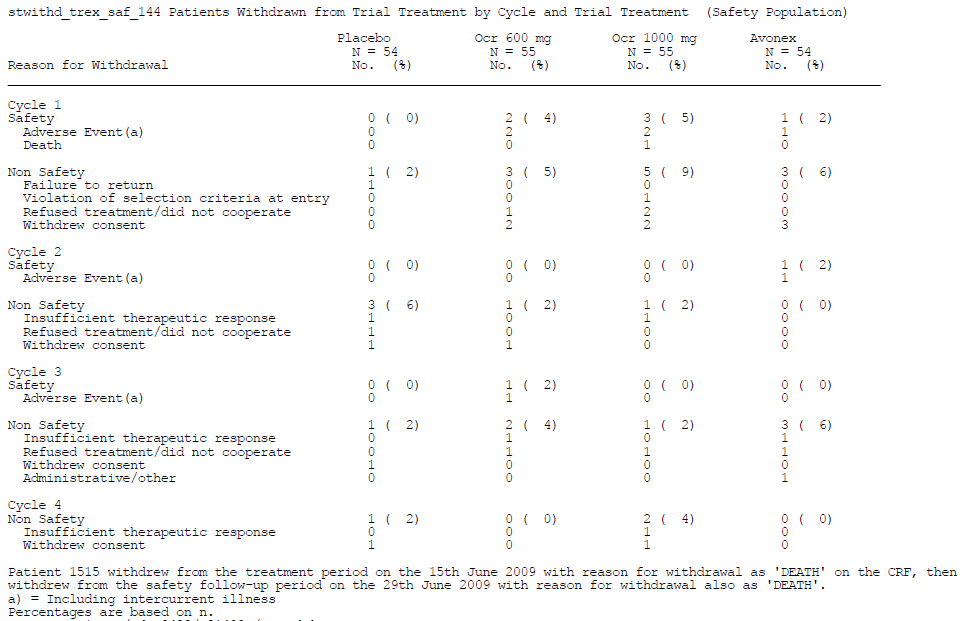 stwithd_trex_saf_144 Patients Withdrawn from Trial Treatment by Cycle and Trial Treatment (Safety Population)
Placebo Ocr 600 mg Ocr 1000 mg Avonex
N = 54 N = 55 N = 55 N = 54
Reason for Withdrawal No. (%) No. (%) No. (%) No. (%)
Cycle 1
Safety 0 ( 0) 2 ( 4) 3 ( 5) 1 ( 2)
Adverse Event(a) 0 2 2 1
Death 0 0 1 0
Non Safety 1 ( 2) 3 ( 5) 5 ( 9) 3 ( 6)
Failure to return 1 0 0 0
Violation of selection criteria at entry 0 0 1 0
Refused treatment/did not cooperate 0 1 2 0
Withdrew consent 0 2 2 3
Cycle 2
Safety 0 ( 0) 0 ( 0) 0 ( 0) 1 ( 2)
Adverse Event(a) 0 0 0 1
Non Safety 3 ( 6) 1 ( 2) 1 ( 2) 0 ( 0)
Insufficient therapeutic response 1 0 1 0
Refused treatment/did not cooperate 1 0 0 0
Withdrew consent 1 1 0 0
Cycle 3
Safety 0 ( 0) 1 ( 2) 0 ( 0) 0 ( 0)
Adverse Event(a) 0 1 0 0
Non Safety 1 ( 2) 2 ( 4) 1 ( 2) 3 ( 6)
Insufficient therapeutic response 0 1 0 1
Refused treatment/did not cooperate 0 1 1 1
Withdrew consent 1 0 0 0
Administrative/other 0 0 0 1
Cycle 4
Non Safety 1 ( 2) 0 ( 0) 2 ( 4) 0 ( 0)
Insufficient therapeutic response 0 0 1 0
Withdrew consent 1 0 1 0
Patient 1515 withdrew from the treatment period on the 15th June 2009 with reason for withdrawal as 'DEATH' on the CRF, then
withdrew from the safety follow-up period on the 29th June 2009 with reason for withdrawal also as 'DEATH'.
a) = Including intercurrent illness
Percentages are based on n.